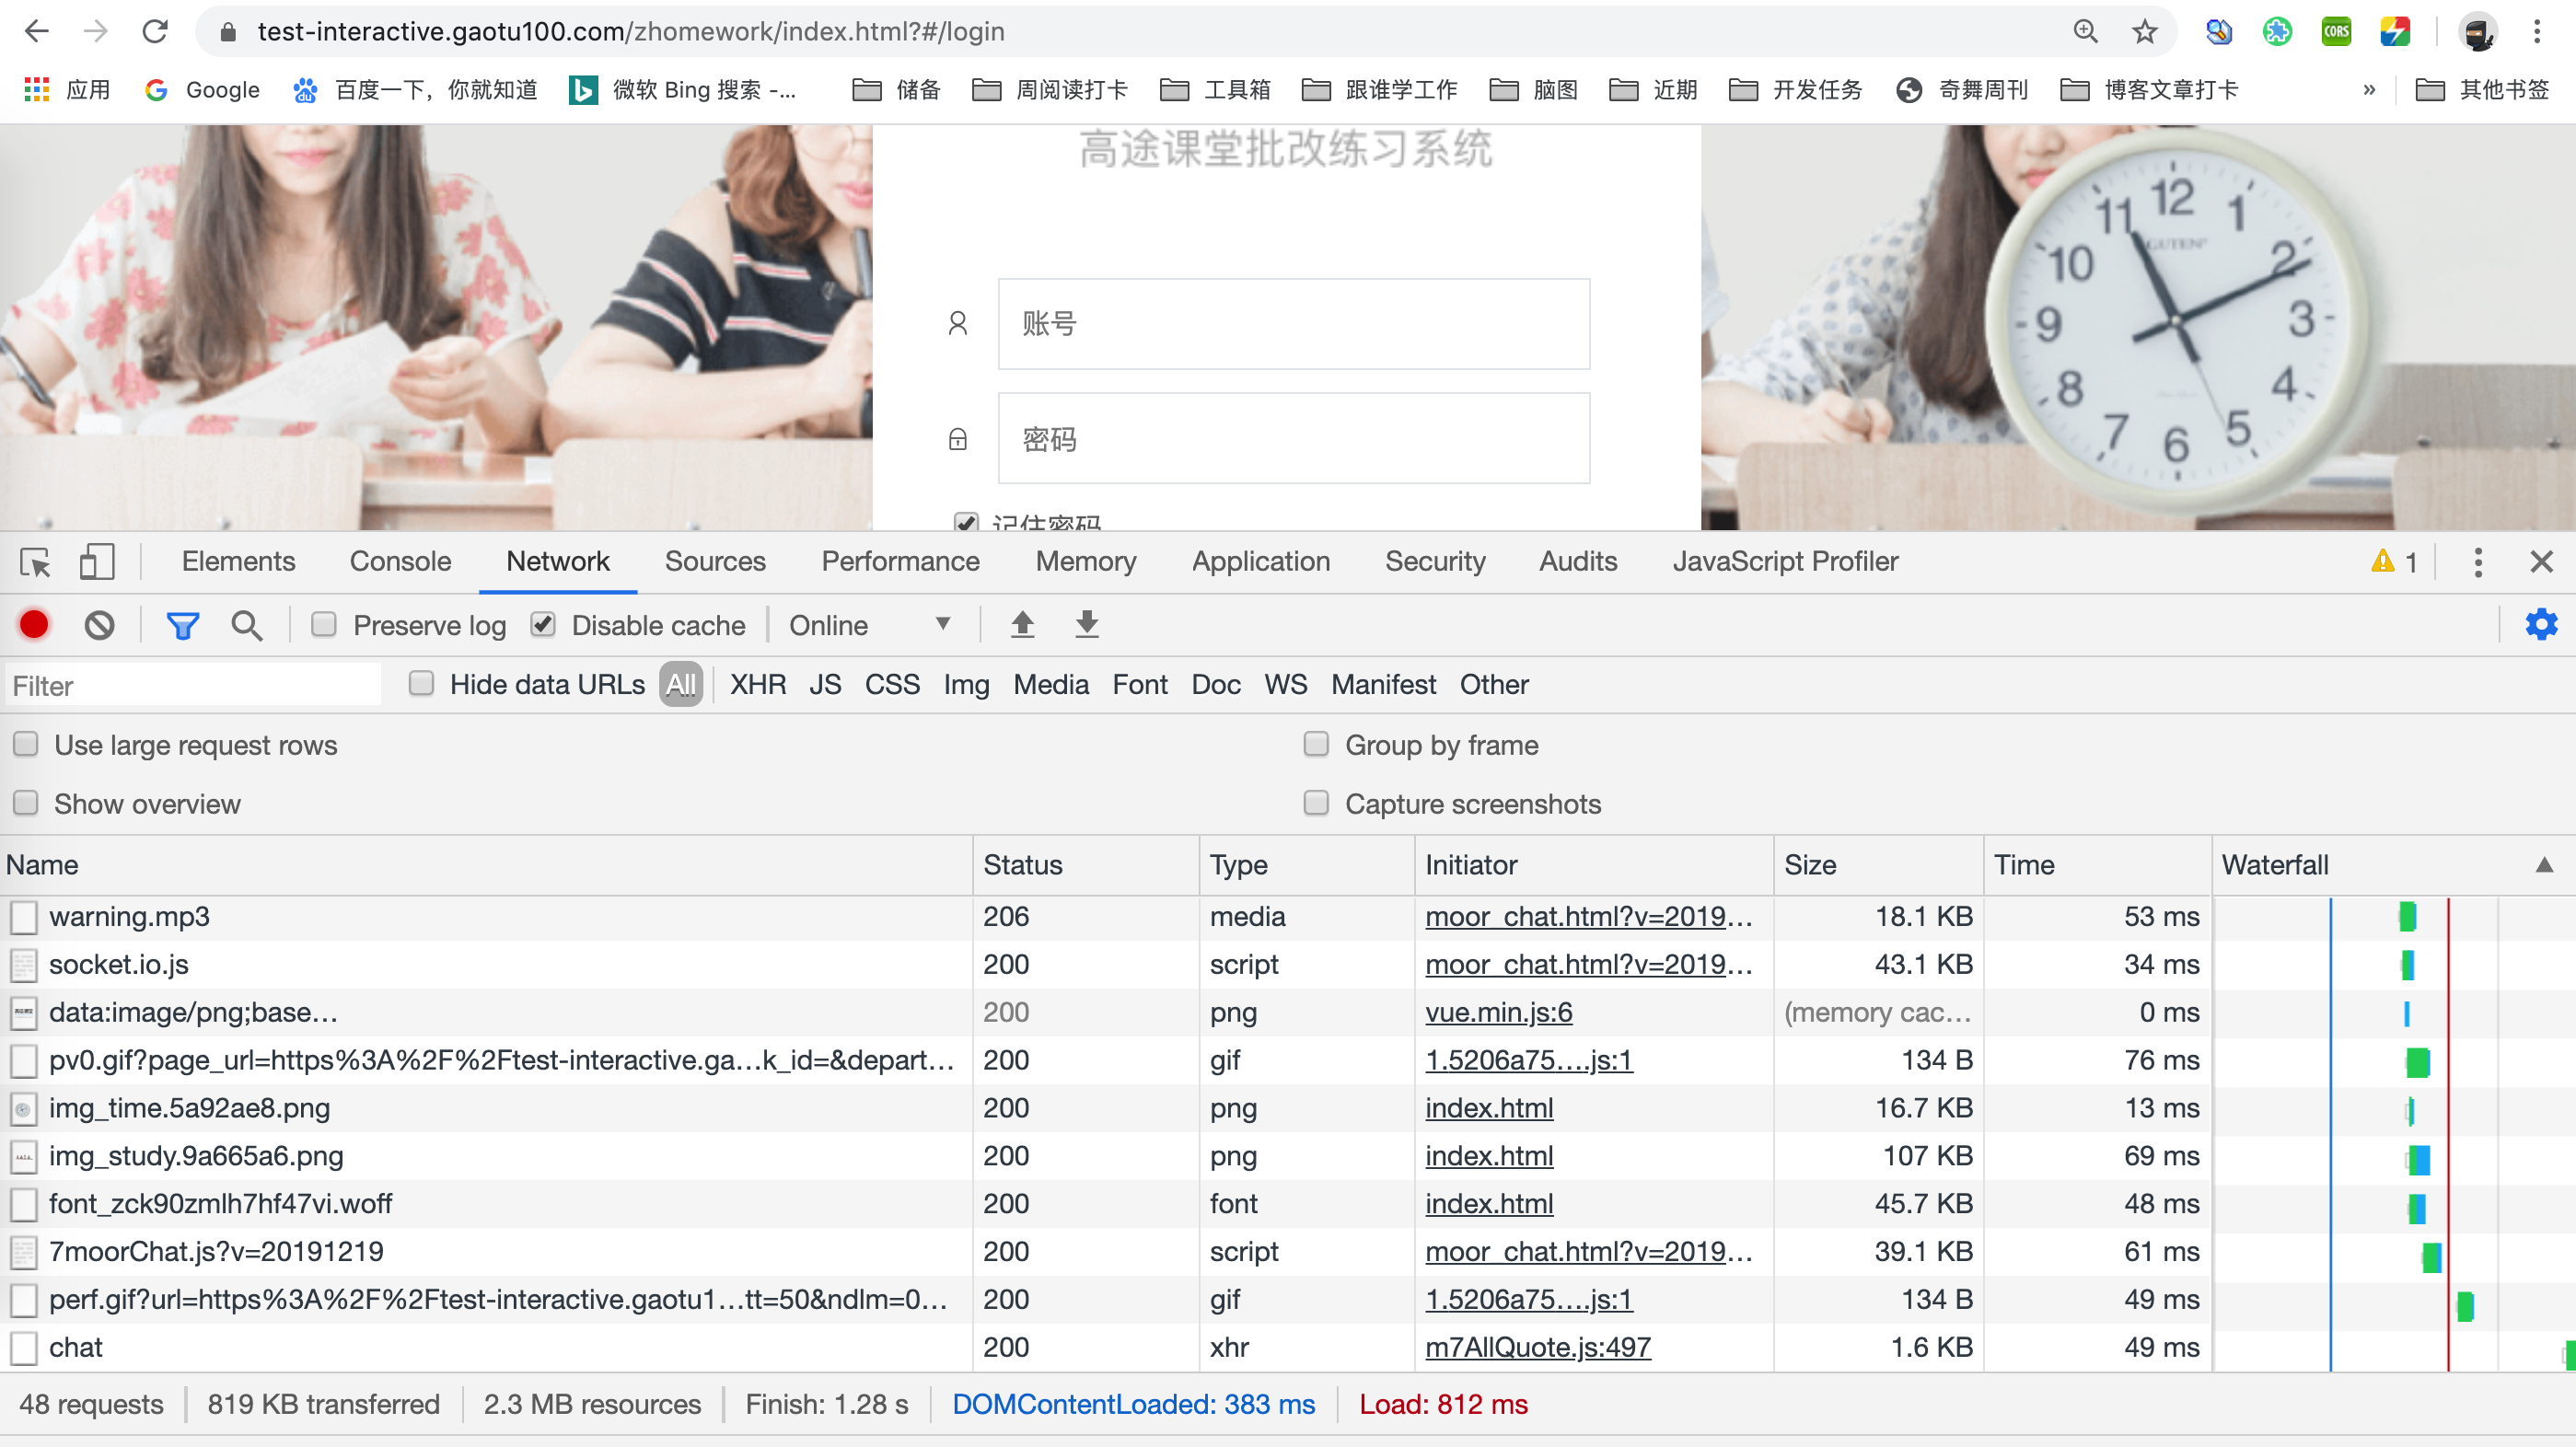 test-interactive.gaotu100.com/zhomework/index.html?#/login
CORS
应用 Google 百度一下，你就知道 微软 Bing 搜索 -... 储备 周阅读打卡 工具箱 跟谁学工作 脑图 近期 开发任务 奇舞周刊 博客文章打卡 » 其他书签
高途课堂批改练习系统
账号
密码
记住密码
12
1
2
3
4
5
6
7
8
9
10
11
GUTEN
Elements Console Network Sources Performance Memory Application Security Audits JavaScript Profiler 1
Preserve log Disable cache Online
Filter Hide data URLs All XHR JS CSS Img Media Font Doc WS Manifest Other
Use large request rows Group by frame
Show overview Capture screenshots
Name Status Type Initiator Size Time Waterfall
warning.mp3 206 media moor_chat.html?v=2019... 18.1 KB 53 ms
socket.io.js 200 script moor_chat.html?v=2019... 43.1 KB 34 ms
data:image/png;base... 200 png vue.min.js:6 (memory cac... 0 ms
pv0.gif?page_url=https%3A%2F%2Ftest-interactive.ga...k_id=&depart... 200 gif 1.5206a75....js:1 134 B 76 ms
img_time.5a92ae8.png 200 png index.html 16.7 KB 13 ms
img_study.9a665a6.png 200 png index.html 107 KB 69 ms
font_zck90zmlh7hf47vi.woff 200 font index.html 45.7 KB 48 ms
7moorChat.js?v=20191219 200 script moor_chat.html?v=2019... 39.1 KB 61 ms
perf.gif?url=https%3A%2F%2Ftest-interactive.gaotu1...tt=50&ndlm=0... 200 gif 1.5206a75....js:1 134 B 49 ms
chat 200 xhr m7AllQuote.js:497 1.6 KB 49 ms
48 requests 819 KB transferred 2.3 MB resources Finish: 1.28 s DOMContentLoaded: 383 ms Load: 812 ms